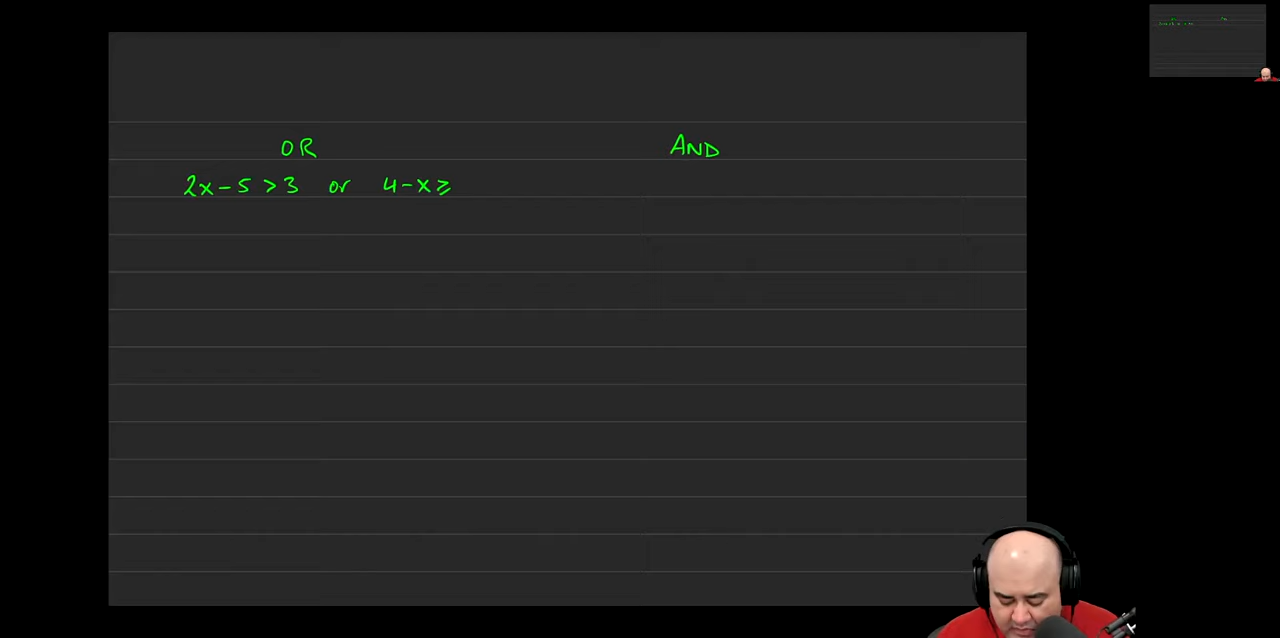 OR AND
2x - 5 > 3 or 4 - x ≥